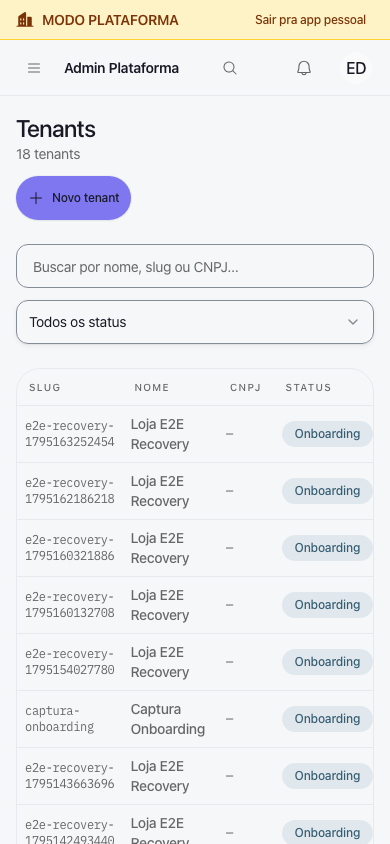 MODO PLATAFORMA Sair pra app pessoal
Admin Plataforma ED
Tenants
18 tenants
Novo tenant
Buscar por nome, slug ou CNPJ...
Todos os status
SLUG NOME CNPJ STATUS
e2e-recovery-1795163252454 Loja E2E Recovery – Onboarding
e2e-recovery-1795162186218 Loja E2E Recovery – Onboarding
e2e-recovery-1795160321886 Loja E2E Recovery – Onboarding
e2e-recovery-1795160132708 Loja E2E Recovery – Onboarding
e2e-recovery-1795154027780 Loja E2E Recovery – Onboarding
captura-onboarding Captura Onboarding – Onboarding
e2e-recovery-1795143663696 Loja E2E Recovery – Onboarding
e2e-recovery-1795142493440 Loja E2E Recovery – Onboarding